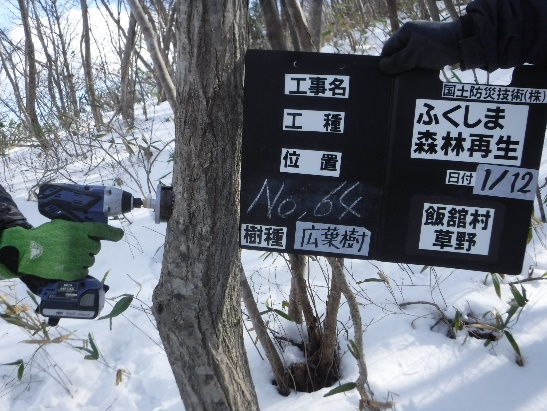 工事名
国土防災技術(株)
ふくしま
森林再生
工種
位置
日付 1/12
No, 64
樹種 広葉樹
飯舘村
草野